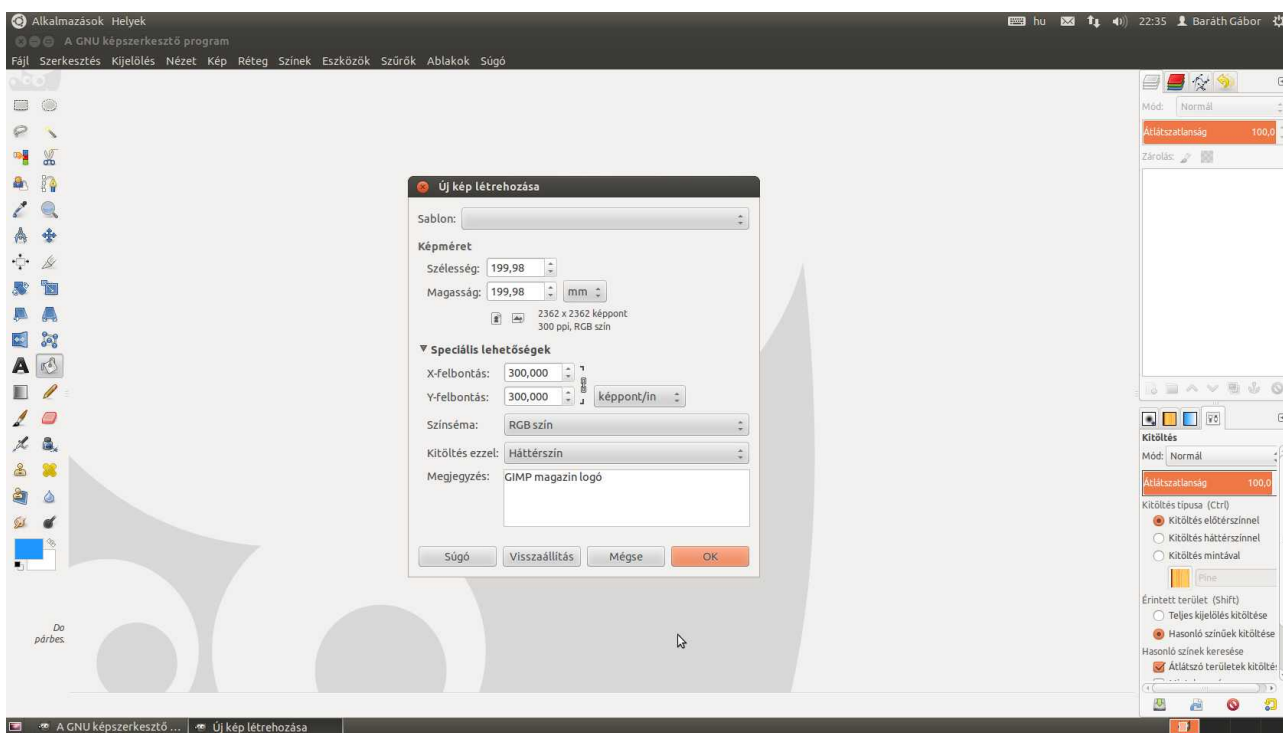 Alkalmazások Helyek
hu 22:35 Baráth Gábor
A GNU képszerkesztő program
Fájl Szerkesztés Kijelölés Nézet Kép Réteg Színek Eszközök Szűrők Ablakok Súgó
Mód: Normál
Átlátszatlanság 100,0
Zárolás:
Új kép létrehozása
Sablon:
Képméret
Szélesség: 199,98
Magasság: 199,98 mm
2362 x 2362 képpont
300 ppi, RGB szín
Speciális lehetőségek
X-felbontás: 300,000
Y-felbontás: 300,000 képpont/in
Színséma: RGB szín
Kitöltés ezzel: Háttérszín
Megjegyzés: GIMP magazin logó
Súgó Visszaállítás Mégse OK
Kitöltés
Mód: Normál
Átlátszatlanság 100,0
Kitöltés típusa (Ctrl)
Kitöltés előtérszínnel
Kitöltés háttérszínnel
Kitöltés mintával
Pine
Érintett terület (Shift)
Teljes kijelölés kitöltése
Hasonló színűek kitöltése
Hasonló színek keresése
Átlátszó területek kitölté
Do
párbes
A GNU képszerkesztő ... Új kép létrehozása